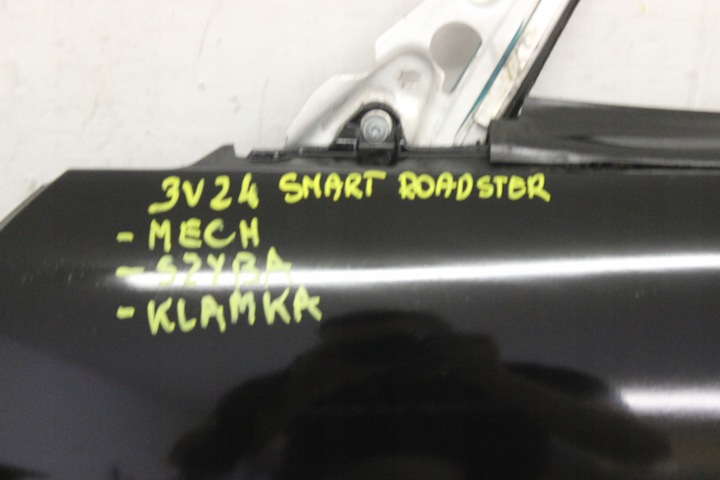 3V24 SMART ROADSTER
- MECH
- SZYBA
- KLAMKA